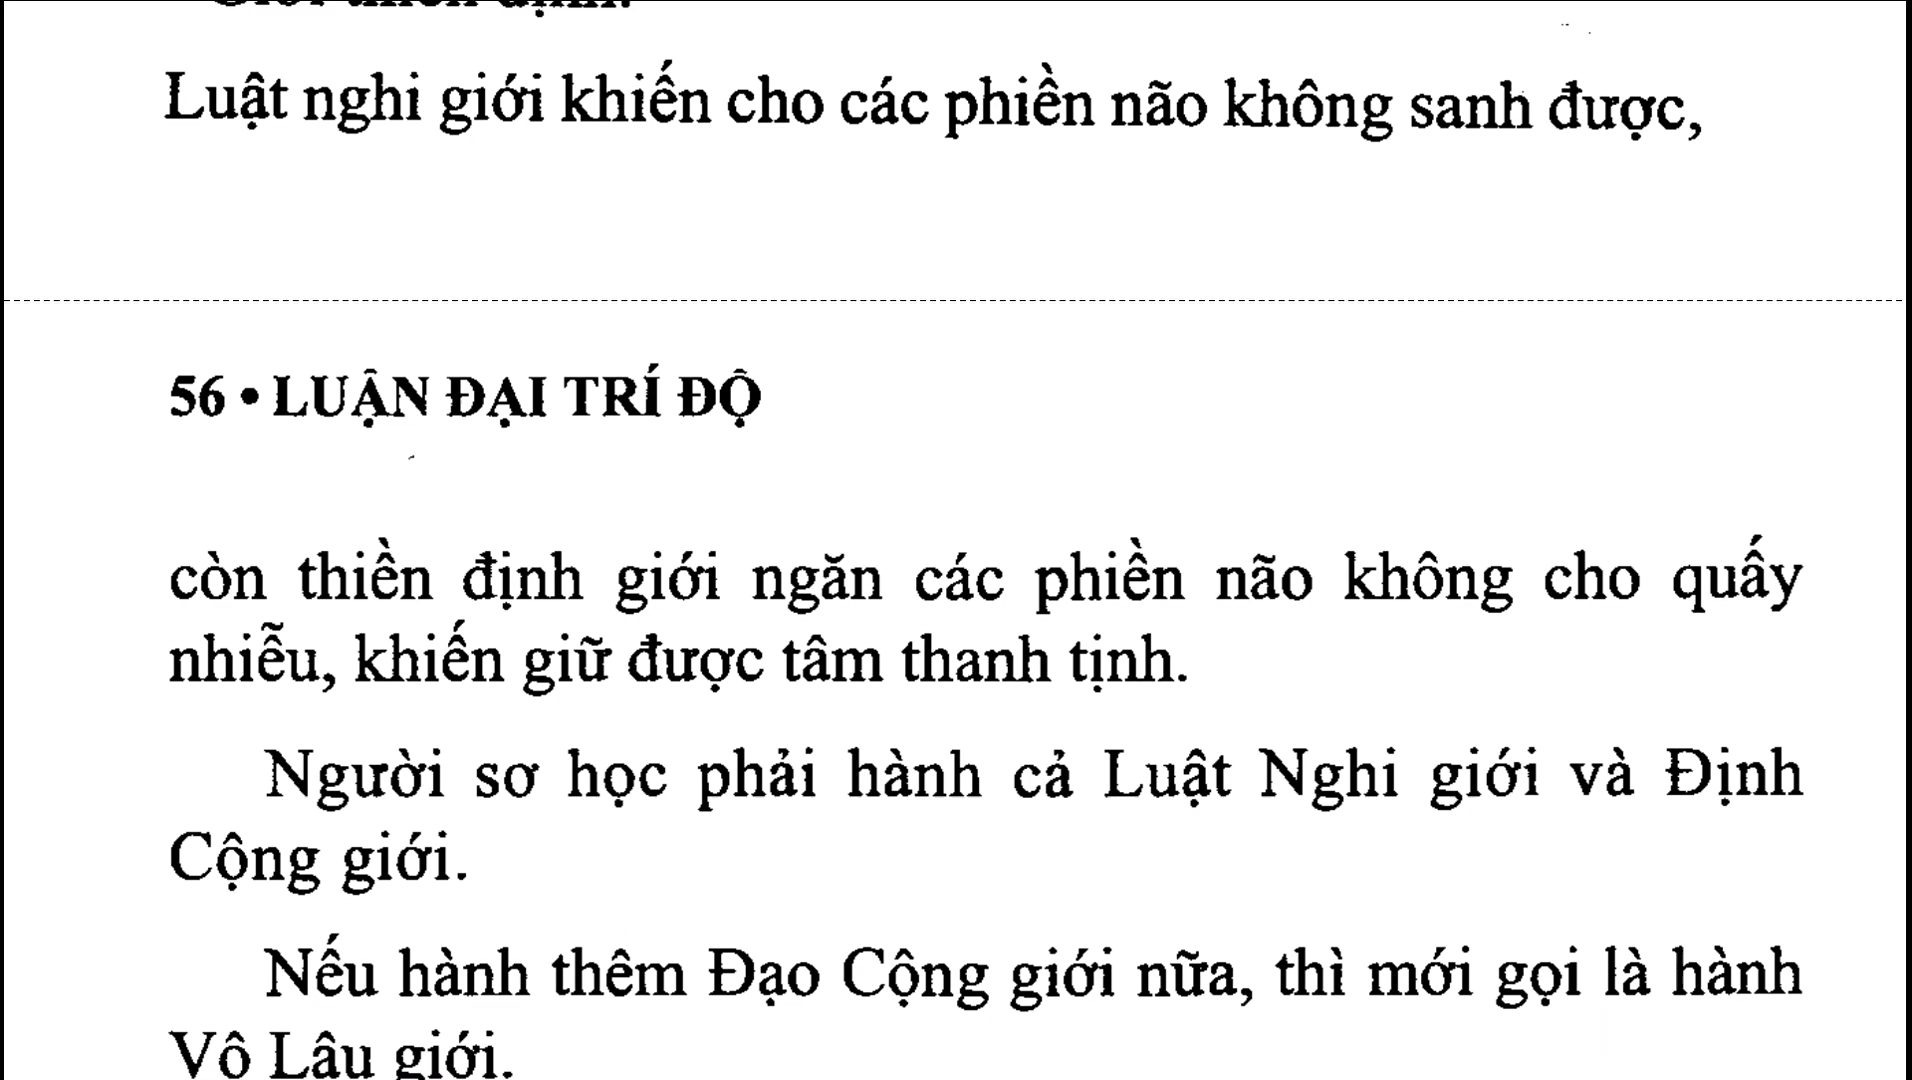 Luật nghi giới khiến cho các phiền não không sanh được,
56 • LUẬN ĐẠI TRÍ ĐỘ
còn thiền định giới ngăn các phiền não không cho quấy
nhiễu, khiến giữ được tâm thanh tịnh.
Người sơ học phải hành cả Luật Nghi giới và Định
Cộng giới.
Nếu hành thêm Đạo Cộng giới nữa, thì mới gọi là hành
Vô Lâu giới.